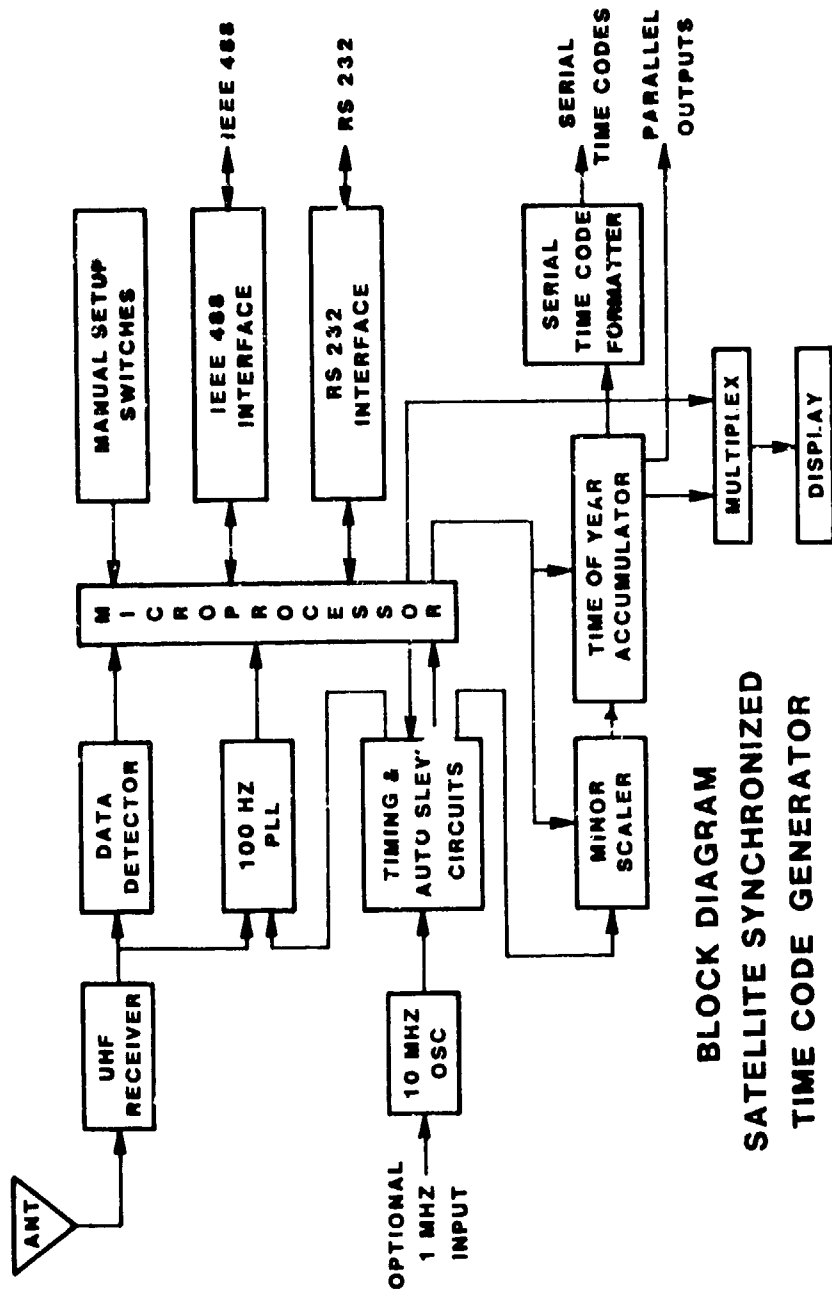 ANT
UHF
RECEIVER
DATA
DETECTOR
100 HZ
PLL
OPTIONAL
1 MHZ
INPUT
10 MHZ
OSC
TIMING &
AUTO SLEW
CIRCUITS
MICROPROCESSOR
MANUAL SETUP
SWITCHES
IEEE 488
INTERFACE
IEEE 488
RS 232
INTERFACE
RS 232
MINOR
SCALER
TIME OF YEAR
ACCUMULATOR
SERIAL
TIME CODE
FORMATTER
SERIAL
TIME CODES
PARALLEL
OUTPUTS
MULTIPLEX
DISPLAY
BLOCK DIAGRAM
SATELLITE SYNCHRONIZED
TIME CODE GENERATOR